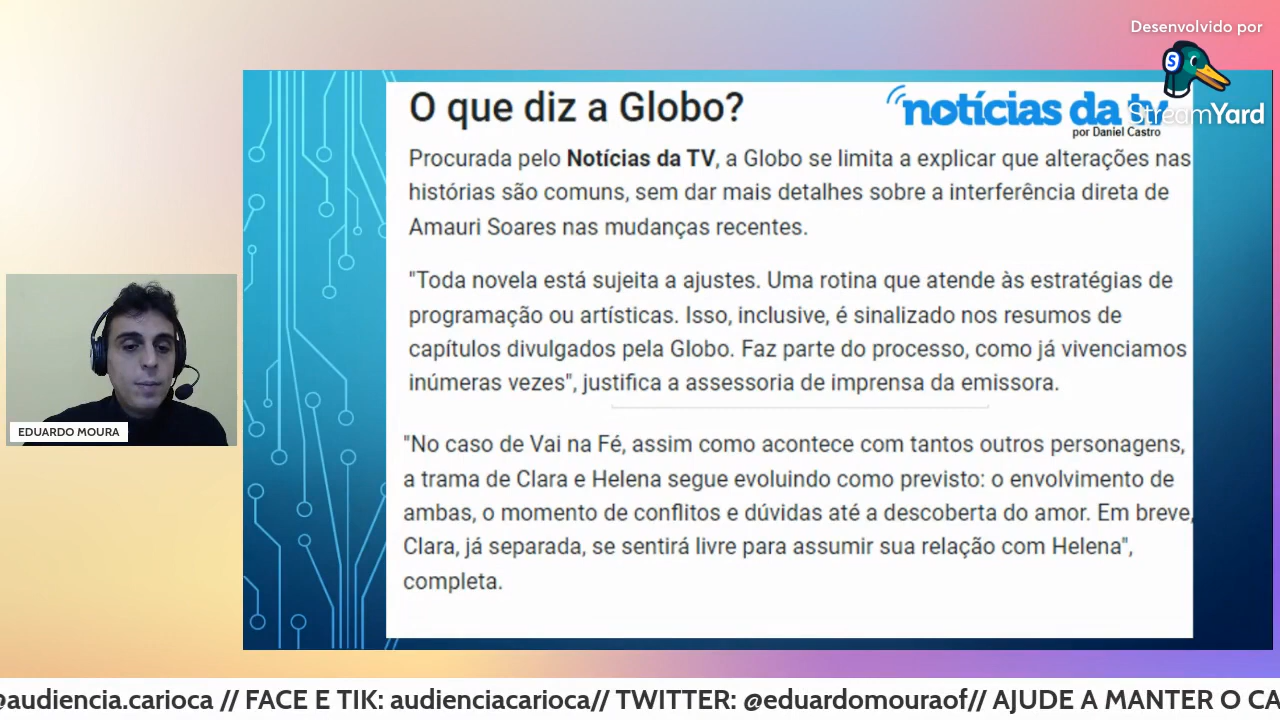 Desenvolvido por
StreamYard
O que diz a Globo?
notícias da tv
por Daniel Castro
Procurada pelo Notícias da TV, a Globo se limita a explicar que alterações nas
histórias são comuns, sem dar mais detalhes sobre a interferência direta de
Amauri Soares nas mudanças recentes.
"Toda novela está sujeita a ajustes. Uma rotina que atende às estratégias de
programação ou artísticas. Isso, inclusive, é sinalizado nos resumos de
capítulos divulgados pela Globo. Faz parte do processo, como já vivenciamos
inúmeras vezes", justifica a assessoria de imprensa da emissora.
"No caso de Vai na Fé, assim como acontece com tantos outros personagens,
a trama de Clara e Helena segue evoluindo como previsto: o envolvimento de
ambas, o momento de conflitos e dúvidas até a descoberta do amor. Em breve,
Clara, já separada, se sentirá livre para assumir sua relação com Helena",
completa.
EDUARDO MOURA
@audiencia.carioca // FACE E TIK: audienciacarioca// TWITTER: @eduardomouraof// AJUDE A MANTER O CA